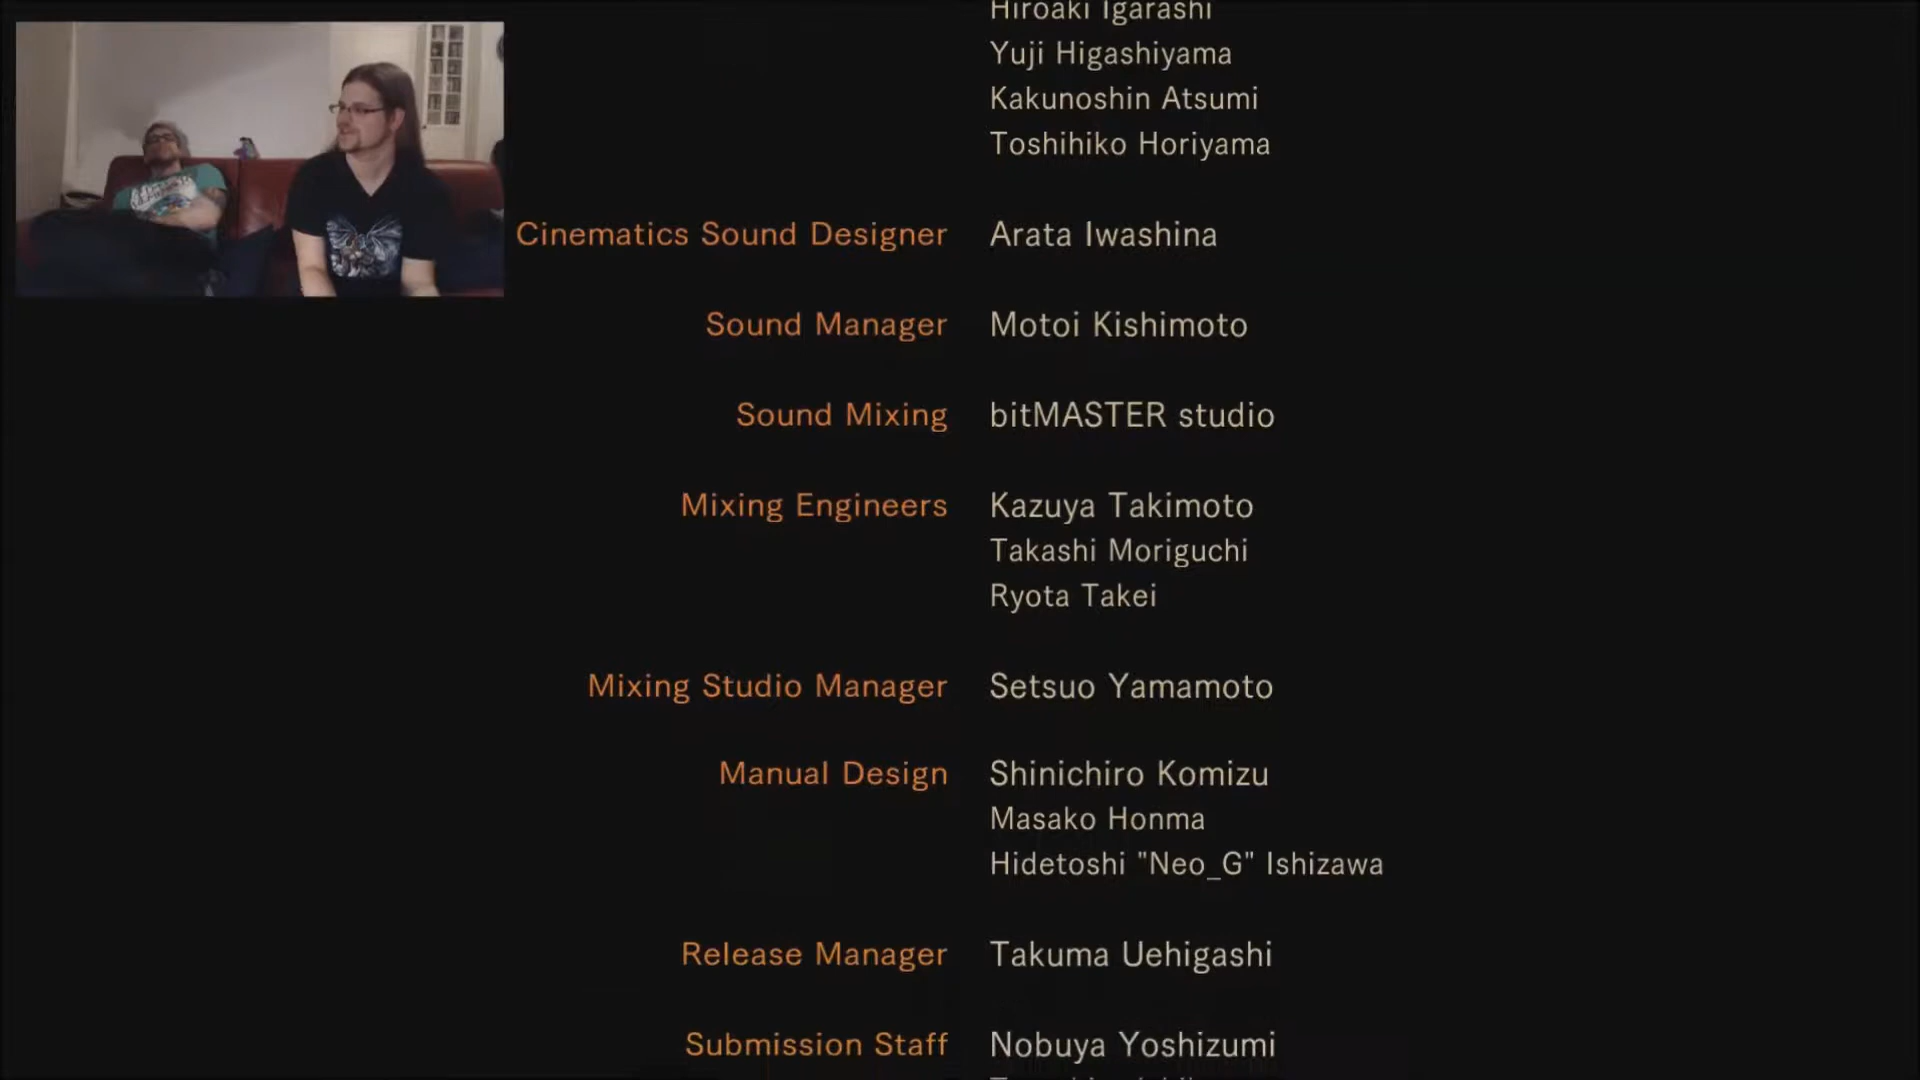 Hiroaki Igarashi
Yuji Higashiyama
Kakunoshin Atsumi
Toshihiko Horiyama
Cinematics Sound Designer Arata Iwashina
Sound Manager Motoi Kishimoto
Sound Mixing bitMASTER studio
Mixing Engineers Kazuya Takimoto
Takashi Moriguchi
Ryota Takei
Mixing Studio Manager Setsuo Yamamoto
Manual Design Shinichiro Komizu
Masako Honma
Hidetoshi "Neo_G" Ishizawa
Release Manager Takuma Uehigashi
Submission Staff Nobuya Yoshizumi